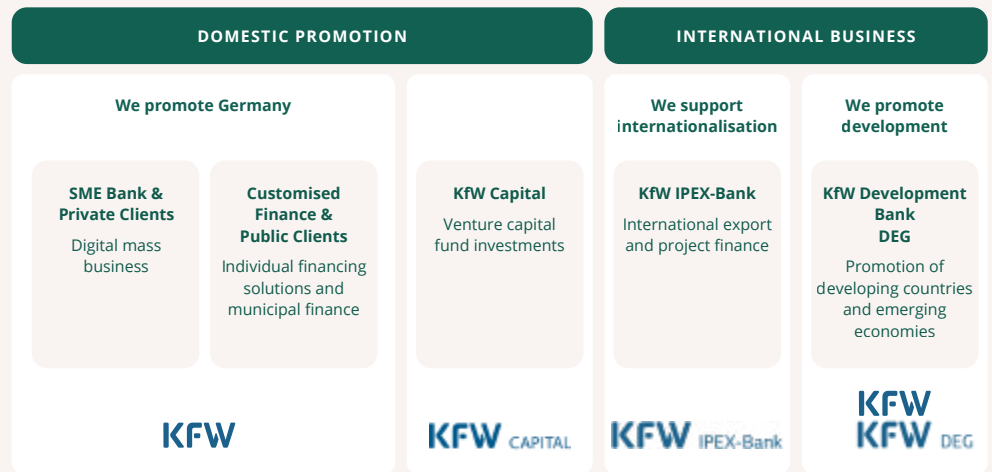 DOMESTIC PROMOTION
We promote Germany
SME Bank &
Private Clients
Digital mass
business
Customised
Finance &
Public Clients
Individual financing
solutions and
municipal finance
KFW
KfW Capital
Venture capital
fund investments
KFW CAPITAL
INTERNATIONAL BUSINESS
We support
internationalisation
KfW IPEX-Bank
International export
and project finance
KFW IPEX-Bank
We promote
development
KfW Development
Bank
DEG
Promotion of
developing countries
and emerging
economies
KFW
KFW DEG